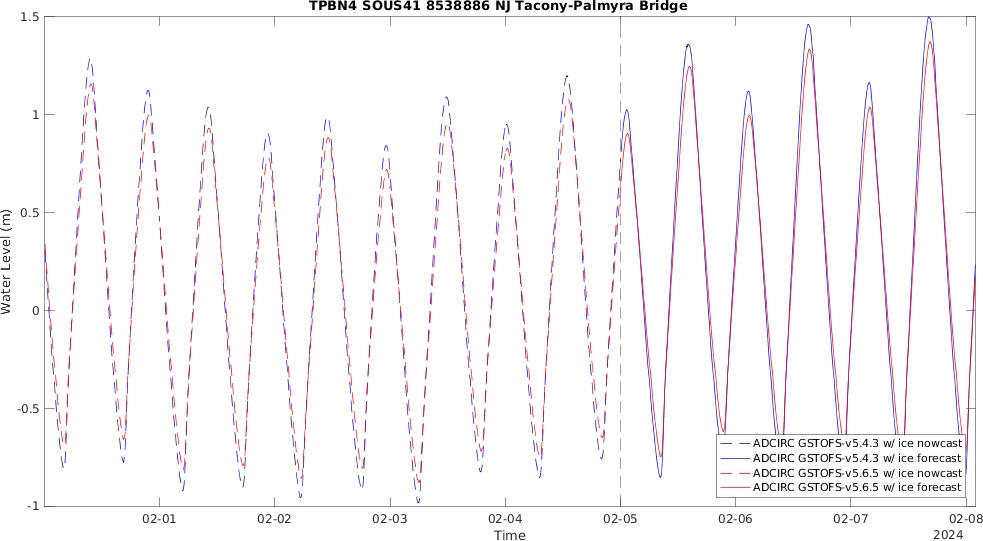 TPBN4 SOUS41 8538886 NJ Tacony-Palmyra Bridge
1.5
1
0.5
0
-0.5
-1
Water Level (m)
02-01
02-02
02-03
02-04
02-05
02-06
02-07
02-08
2024
Time
ADCIRC GSTOFS-v5.4.3 w/ ice nowcast
ADCIRC GSTOFS-v5.4.3 w/ ice forecast
ADCIRC GSTOFS-v5.6.5 w/ ice nowcast
ADCIRC GSTOFS-v5.6.5 w/ ice forecast